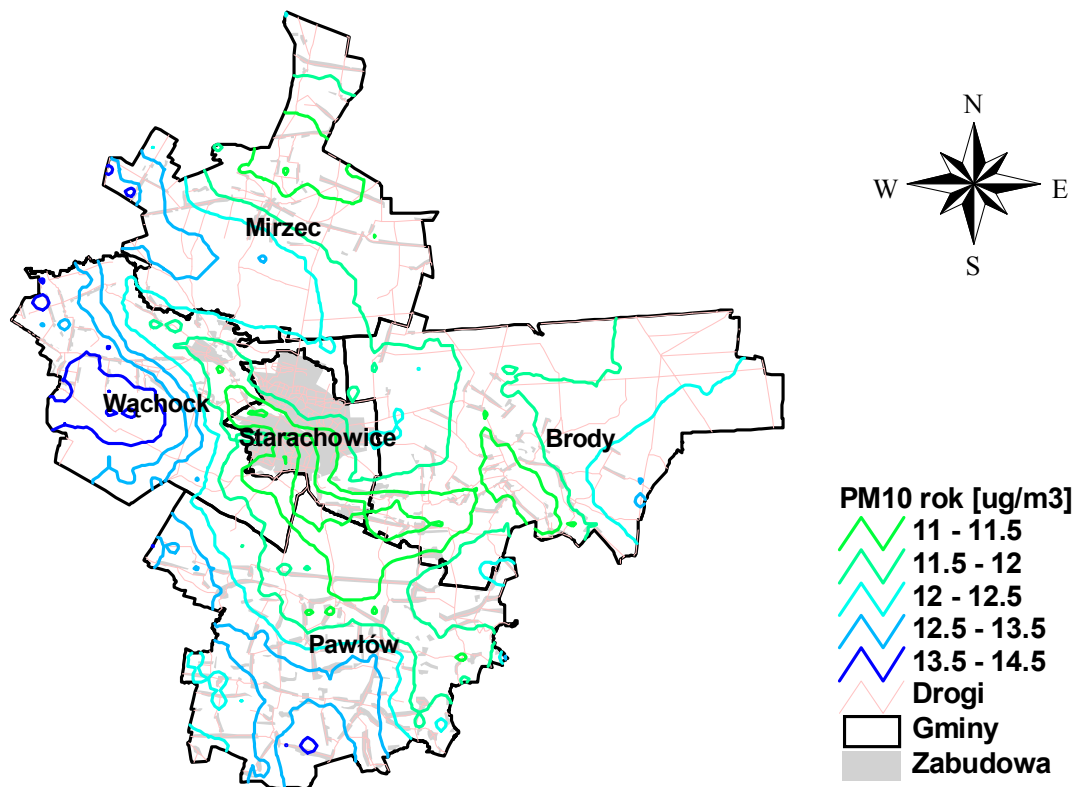 N
W
E
S
Mirzec
Wąchock
Starachowice
Brody
Pawłów
PM10 rok [ug/m3]
11 - 11.5
11.5 - 12
12 - 12.5
12.5 - 13.5
13.5 - 14.5
Drogi
Gminy
Zabudowa